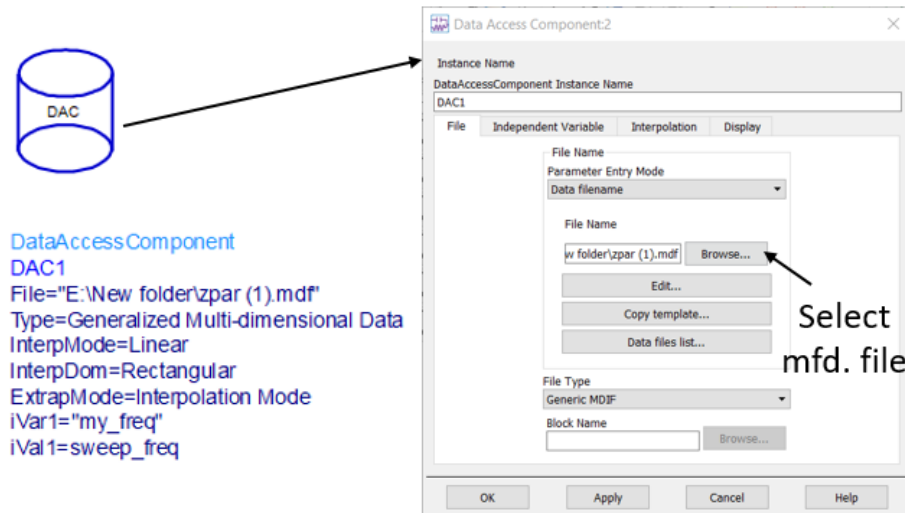 DAC
DataAccessComponent
DAC1
File="E:\New folder\zpar (1).mdf"
Type=Generalized Multi-dimensional Data
InterpMode=Linear
InterpDom=Rectangular
ExtrapMode=Interpolation Mode
iVar1="my_freq"
iVal1=sweep_freq
Data Access Component:2
Instance Name
DataAccessComponent Instance Name
DAC1
File Independent Variable Interpolation Display
File Name
Parameter Entry Mode
Data filename
File Name
w folder\zpar (1).mdf Browse...
Edit...
Copy template...
Data files list...
File Type
Generic MDIF
Block Name
Browse...
OK Apply Cancel Help
Select
mfd. file